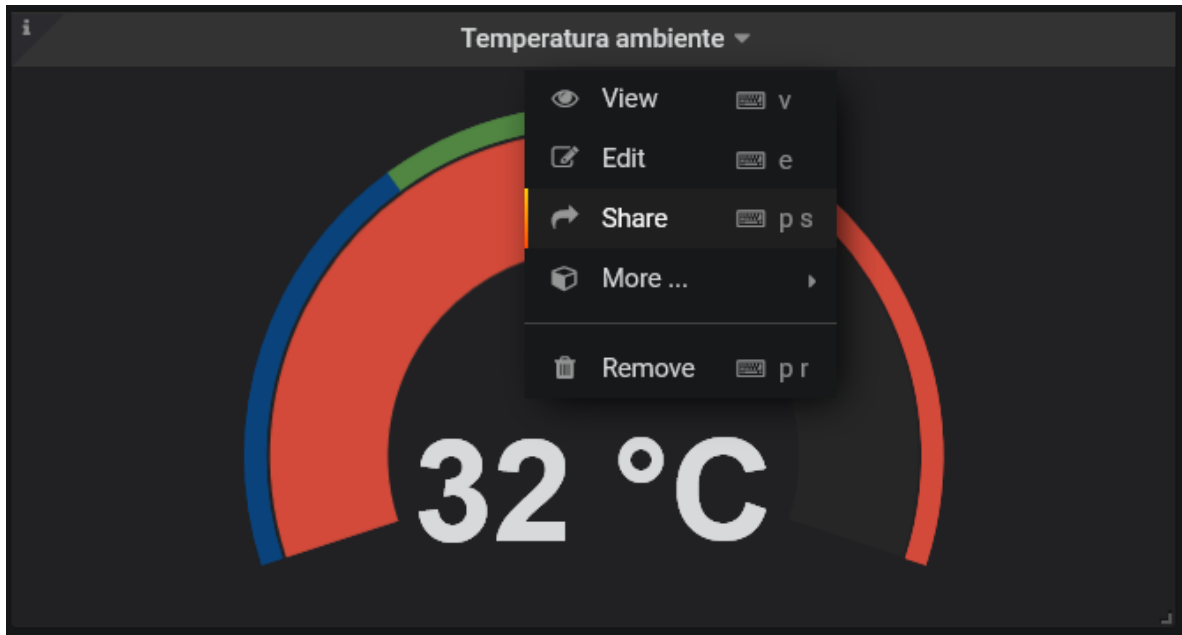 i
Temperatura ambiente
View v
Edit e
Share p s
More ...
Remove p r
32 °C